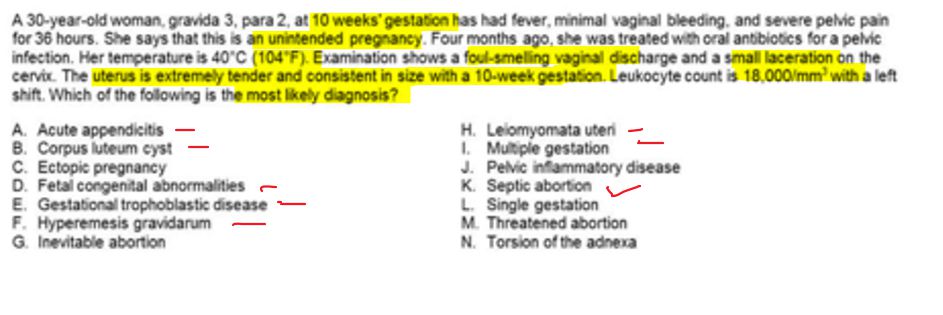 A 30-year-old woman, gravida 3, para 2, at 10 weeks' gestation has had fever, minimal vaginal bleeding, and severe pelvic pain
for 36 hours. She says that this is an unintended pregnancy. Four months ago, she was treated with oral antibiotics for a pelvic
infection. Her temperature is 40°C (104°F). Examination shows a foul-smelling vaginal discharge and a small laceration on the
cervix. The uterus is extremely tender and consistent in size with a 10-week gestation. Leukocyte count is 18,000/mm³ with a left
shift. Which of the following is the most likely diagnosis?
A. Acute appendicitis
B. Corpus luteum cyst
C. Ectopic pregnancy
D. Fetal congenital abnormalities
E. Gestational trophoblastic disease
F. Hyperemesis gravidarum
G. Inevitable abortion
H. Leiomyomata uteri
I. Multiple gestation
J. Pelvic inflammatory disease
K. Septic abortion
L. Single gestation
M. Threatened abortion
N. Torsion of the adnexa